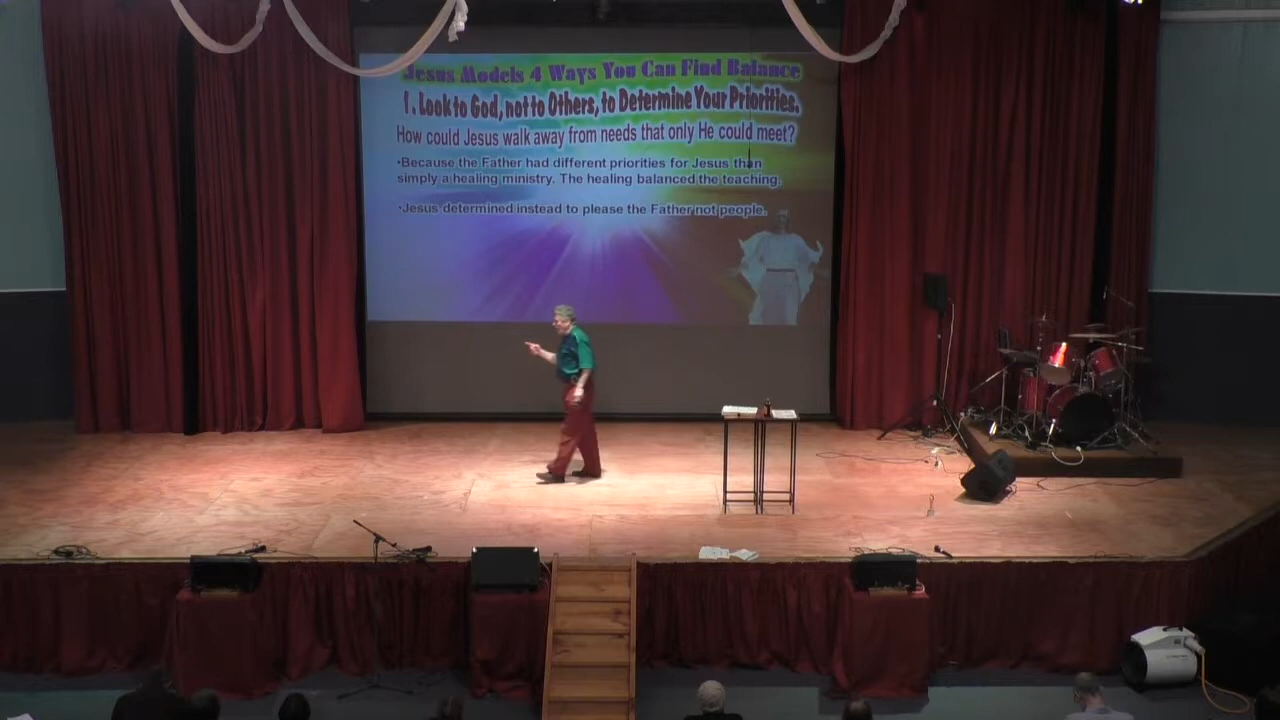 Jesus Models 4 Ways You Can Find Balance
1. Look to God, not to Others, to Determine Your Priorities.
How could Jesus walk away from needs that only He could meet?
•Because the Father had different priorities for Jesus than
simply a healing ministry. The healing balanced the teaching.
•Jesus determined instead to please the Father not people.